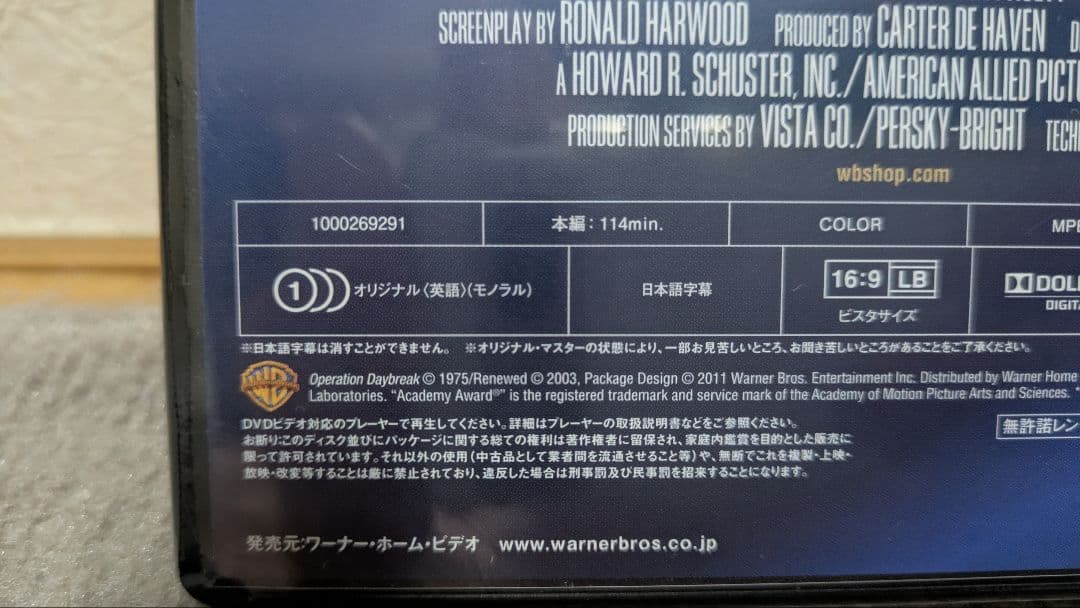 SCREENPLAY BY RONALD HARWOOD PRODUCED BY CARTER DE HAVEN
A HOWARD R. SCHUSTER, INC./AMERICAN ALLIED
PRODUCTION SERVICES BY VISTA CO./PERSKY-BRIGHT
wbshop.com
1000269291 本編：114min. COLOR
1 オリジナル〈英語〉(モノラル) 日本語字幕 16:9 LB
ビスタサイズ
※日本語字幕は消すことができません。 ※オリジナル・マスターの状態により、一部お見苦しいところ、お聞き苦しいところがあることをご了承ください。
Operation Daybreak © 1975/Renewed © 2003, Package Design © 2011 Warner Bros. Entertainment Inc. Distributed by Warner Home
Laboratories. "Academy Award®" is the registered trademark and service mark of the Academy of Motion Picture Arts and Sciences.
DVDビデオ対応のプレーヤーで再生してください。詳細はプレーヤーの取扱説明書などをご参照ください。
お断り：このディスク並びにパッケージに関する総ての権利は著作権者に留保され、家庭内鑑賞を目的とした販売に
限って許可されています。それ以外の使用（中古品として業者間を流通させること等）や、無断でこれを複製・上映・
放映・改変等することは厳に禁止されており、違反した場合は刑事罰及び民事罰を招来することになります。
無許諾レン
発売元：ワーナー・ホーム・ビデオ www.warnerbros.co.jp